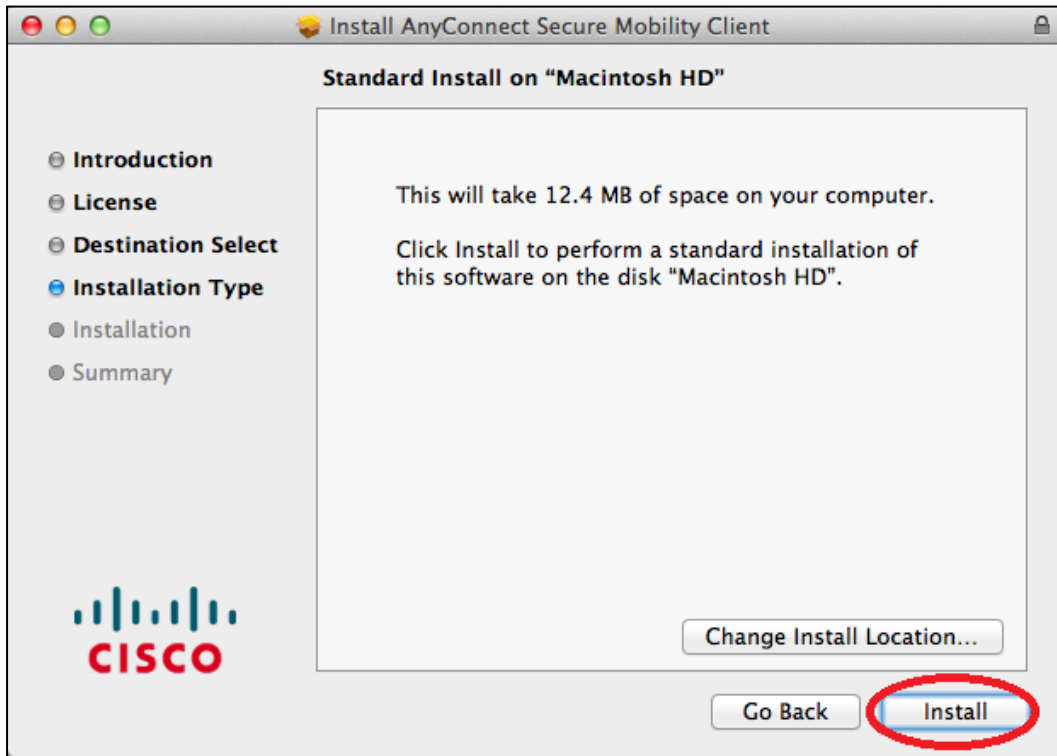 Install AnyConnect Secure Mobility Client
Standard Install on “Macintosh HD”
Introduction
License
Destination Select
Installation Type
Installation
Summary
This will take 12.4 MB of space on your computer.
Click Install to perform a standard installation of
this software on the disk “Macintosh HD”.
CISCO
Change Install Location...
Go Back
Install